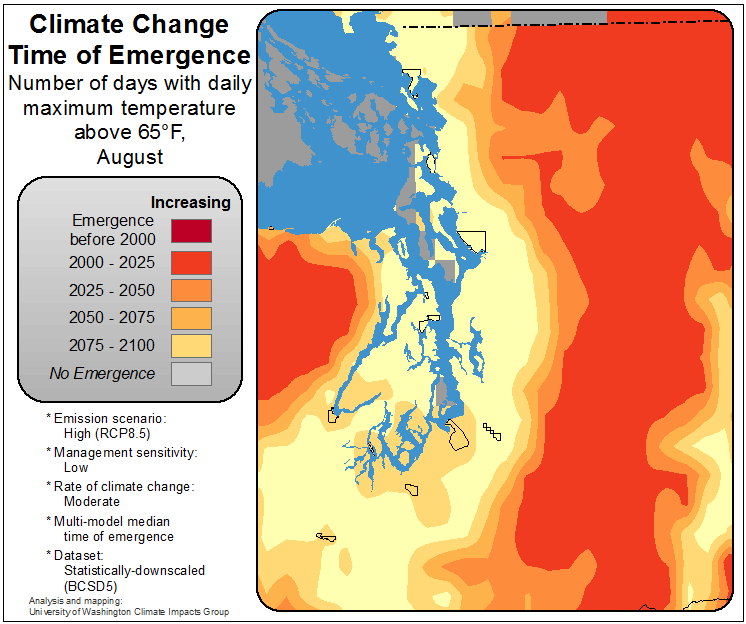 Climate Change
Time of Emergence
Number of days with daily
maximum temperature
above 65°F,
August
Increasing
Emergence
before 2000
2000 - 2025
2025 - 2050
2050 - 2075
2075 - 2100
No Emergence
* Emission scenario:
High (RCP8.5)
* Management sensitivity:
Low
* Rate of climate change:
Moderate
* Multi-model median
time of emergence
* Dataset:
Statistically-downscaled
(BCSD5)
Analysis and mapping:
University of Washington Climate Impacts Group